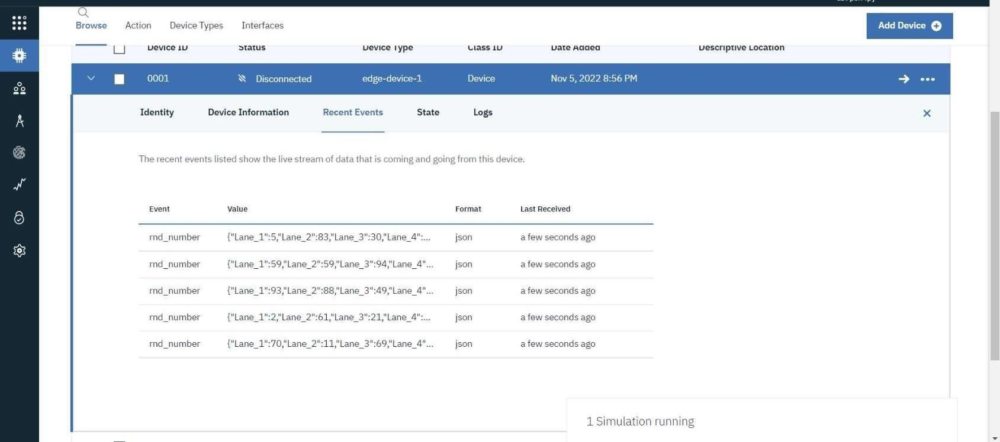 Browse Action Device Types Interfaces Add Device
Device ID Status Device Type Class ID Date Added Descriptive Location
0001 Disconnected edge-device-1 Device Nov 5, 2022 8:56 PM
Identity Device Information Recent Events State Logs
The recent events listed show the live stream of data that is coming and going from this device.
Event Value Format Last Received
rnd_number {"Lane_1":5,"Lane_2":83,"Lane_3":30,"Lane_4":... json a few seconds ago
rnd_number {"Lane_1":59,"Lane_2":59,"Lane_3":94,"Lane_4"... json a few seconds ago
rnd_number {"Lane_1":93,"Lane_2":88,"Lane_3":49,"Lane_4"... json a few seconds ago
rnd_number {"Lane_1":2,"Lane_2":61,"Lane_3":21,"Lane_4":... json a few seconds ago
rnd_number {"Lane_1":70,"Lane_2":11,"Lane_3":69,"Lane_4"... json a few seconds ago
1 Simulation running